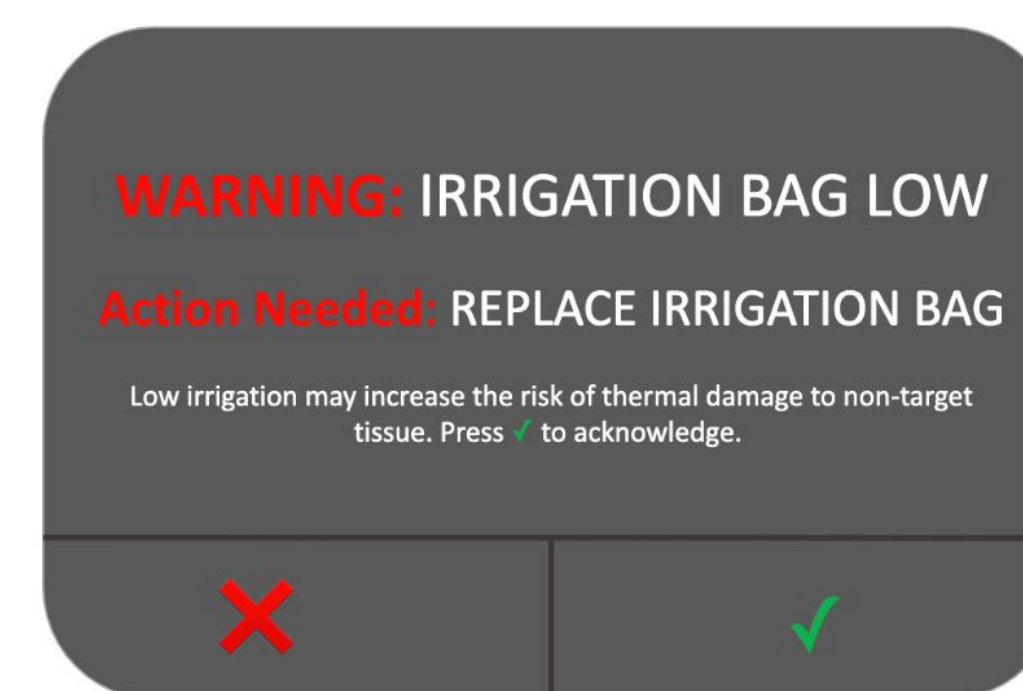 WARNING: IRRIGATION BAG LOW
Action Needed: REPLACE IRRIGATION BAG
Low irrigation may increase the risk of thermal damage to non-target
tissue. Press ✓ to acknowledge.